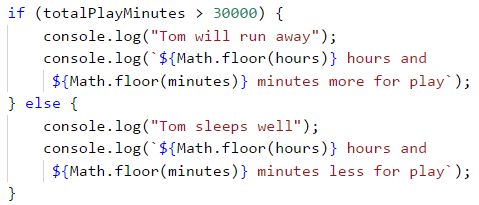 if (totalPlayMinutes > 30000) {
    console.log("Tom will run away");
    console.log(`${Math.floor(hours)} hours and
     ${Math.floor(minutes)} minutes more for play`);
} else {
    console.log("Tom sleeps well");
    console.log(`${Math.floor(hours)} hours and
     ${Math.floor(minutes)} minutes less for play`);
}